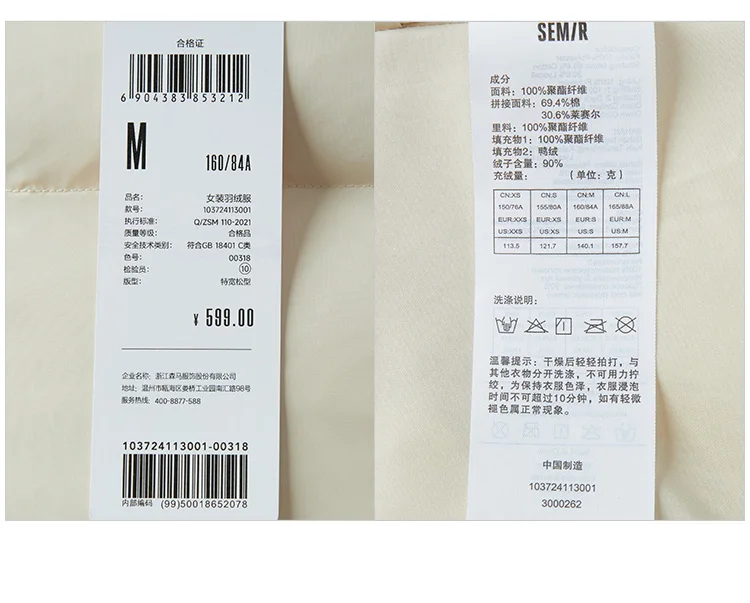 合格证
6 904383 853212
M
160/84A
品名: 女装羽绒服
款号: 103724113001
执行标准: Q/ZSM 110-2021
质量等级: 合格品
安全技术类别: 符合GB 18401 C类
色号: 00318
检验员: ⑩
版型: 特宽松型
¥ 599.00
企业名称: 浙江森马服饰股份有限公司
地址: 温州市瓯海区娄桥工业园南汇路98号
服务热线: 400-8877-588
103724113001-00318
内部编码 (99)50018652078
SEM/R
成分
面料: 100%聚酯纤维
拼接面料: 69.4%棉
30.6%莱赛尔
里料: 100%聚酯纤维
填充物1: 100%聚酯纤维
填充物2: 鸭绒
绒子含量: 90%
充绒量: (单位: 克)
CN:XS CN:S CN:M CN:L
150/76A 155/80A 160/84A 165/88A
EUR:XXS EUR:XS EUR:S EUR:M
US:XXS US:XS US:S US:M
113.5 121.7 140.1 157.7
洗涤说明:
温馨提示: 干燥后轻轻拍打, 与
其他衣物分开洗涤, 不可用力拧
绞, 为保持衣服色泽, 衣服浸泡
时间不可超过10分钟, 如有轻微
褪色属正常现象。
中国制造
103724113001
3000262